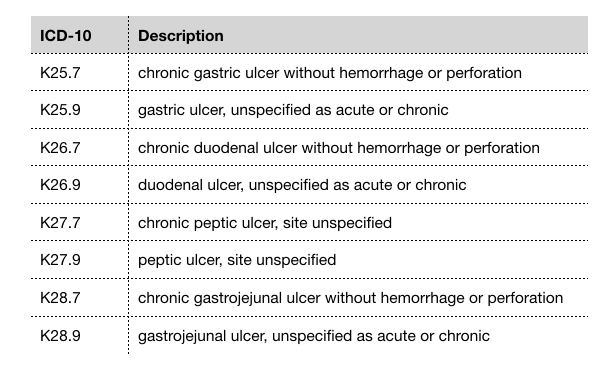 ICD-10 Description
K25.7 chronic gastric ulcer without hemorrhage or perforation
K25.9 gastric ulcer, unspecified as acute or chronic
K26.7 chronic duodenal ulcer without hemorrhage or perforation
K26.9 duodenal ulcer, unspecified as acute or chronic
K27.7 chronic peptic ulcer, site unspecified
K27.9 peptic ulcer, site unspecified
K28.7 chronic gastrojejunal ulcer without hemorrhage or perforation
K28.9 gastrojejunal ulcer, unspecified as acute or chronic